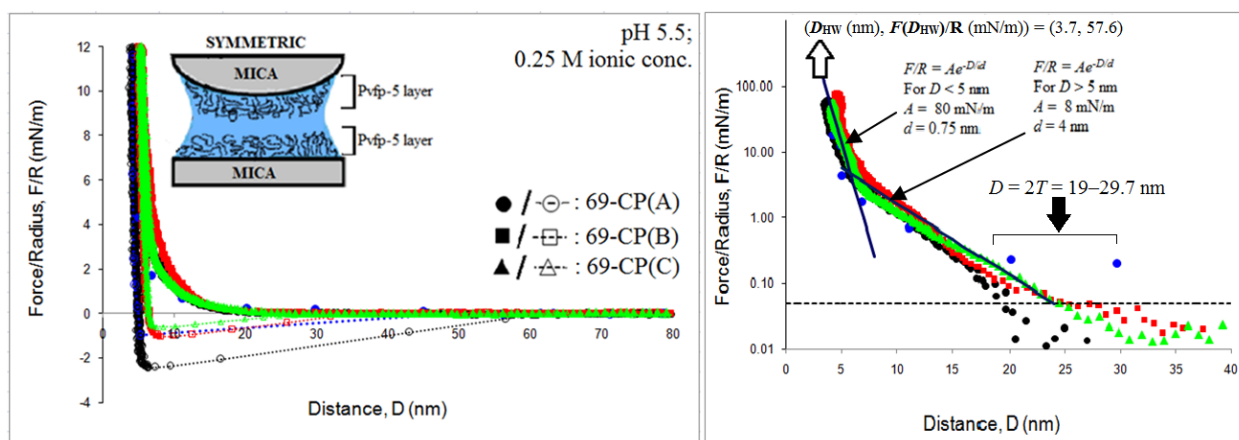 pH 5.5;
0.25 M ionic conc.
SYMMETRIC
MICA
Pvfp-5 layer
Pvfp-5 layer
MICA
● / -⊖- : 69-CP(A)
■ / -⊟- : 69-CP(B)
▲ / -△- : 69-CP(C)
Force/Radius, F/R (mN/m)
12
10
8
6
4
2
0
-2
-4
0
10
20
30
40
50
60
70
80
Distance, D (nm)
(D_HW (nm), F(D_HW)/R (mN/m)) = (3.7, 57.6)
F/R = Ae^-D/d
For D < 5 nm
A = 80 mN/m
d = 0.75 nm
F/R = Ae^-D/d
For D > 5 nm
A = 8 mN/m
d = 4 nm
D = 2T = 19–29.7 nm
Force/Radius, F/R (mN/m)
100.00
10.00
1.00
0.10
0.01
0
5
10
15
20
25
30
35
40
Distance, D (nm)